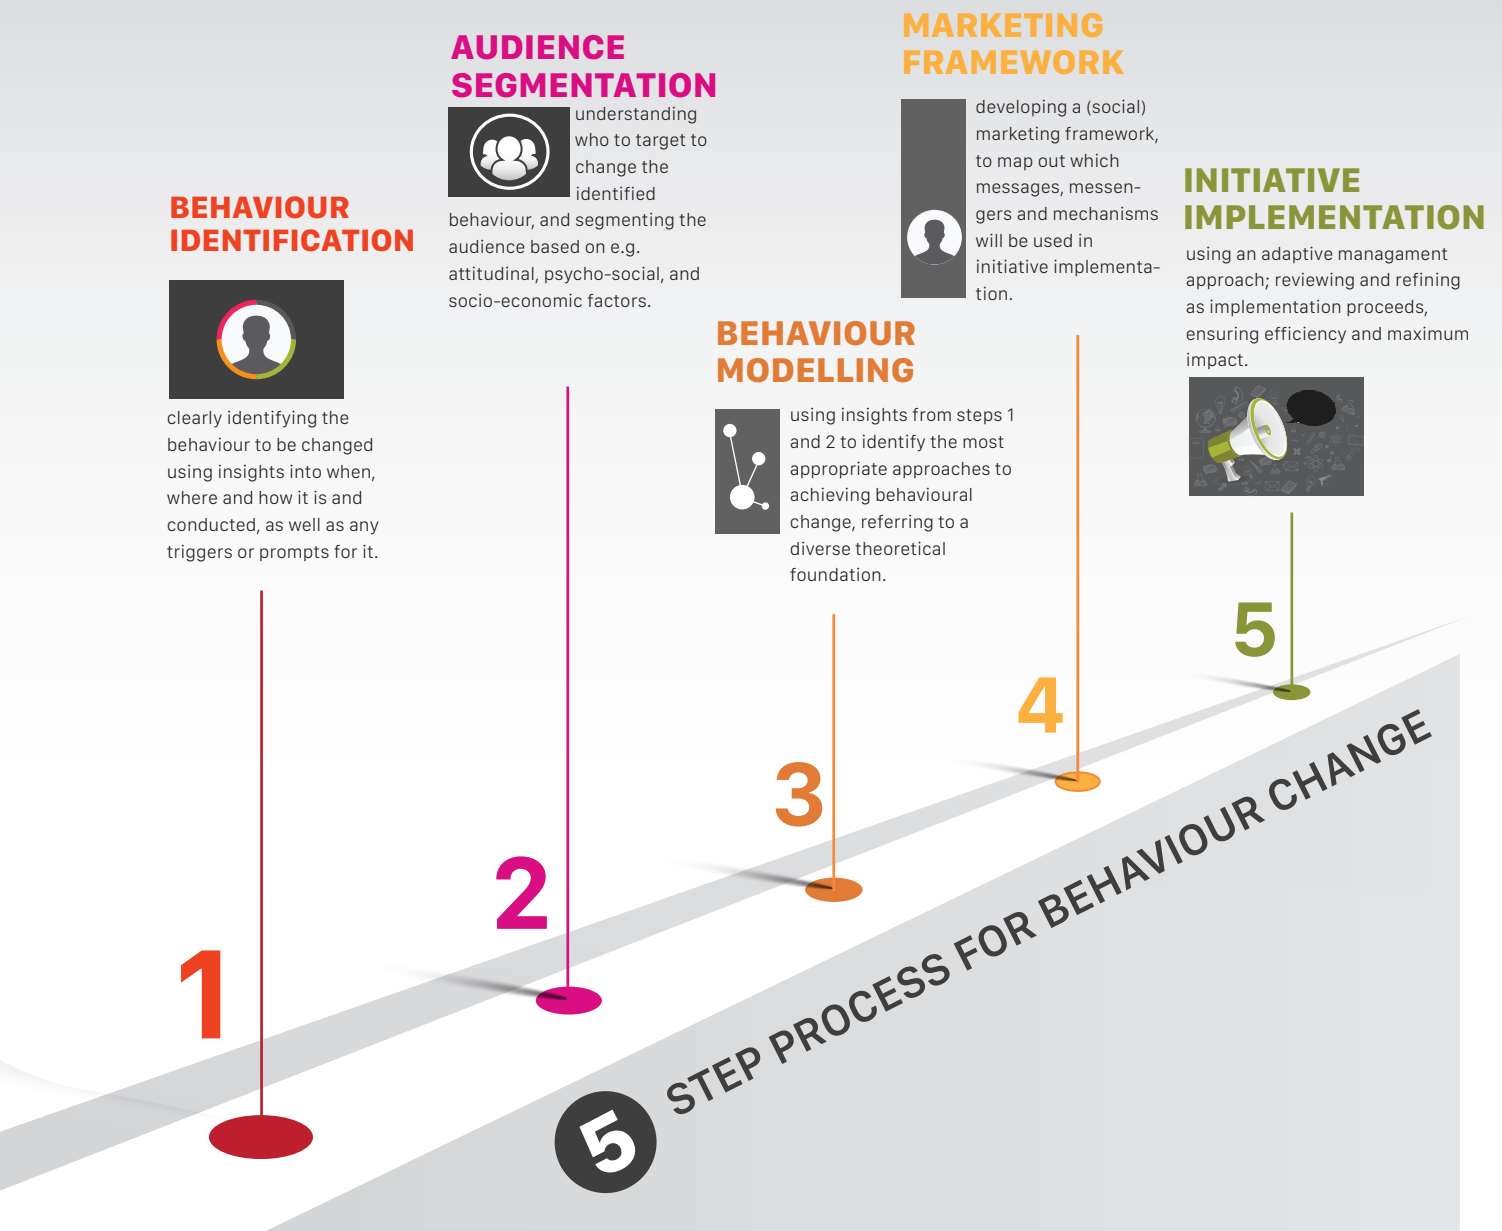 BEHAVIOUR
IDENTIFICATION
clearly identifying the
behaviour to be changed
using insights into when,
where and how it is and
conducted, as well as any
triggers or prompts for it.
1
AUDIENCE
SEGMENTATION
understanding
who to target to
change the
identified
behaviour, and segmenting the
audience based on e.g.
attitudinal, psycho-social, and
socio-economic factors.
2
BEHAVIOUR
MODELLING
using insights from steps 1
and 2 to identify the most
appropriate approaches to
achieving behavioural
change, referring to a
diverse theoretical
foundation.
3
MARKETING
FRAMEWORK
developing a (social)
marketing framework,
to map out which
messages, messen-
gers and mechanisms
will be used in
initiative implementa-
tion.
4
INITIATIVE
IMPLEMENTATION
using an adaptive managament
approach; reviewing and refining
as implementation proceeds,
ensuring efficiency and maximum
impact.
5
5 STEP PROCESS FOR BEHAVIOUR CHANGE